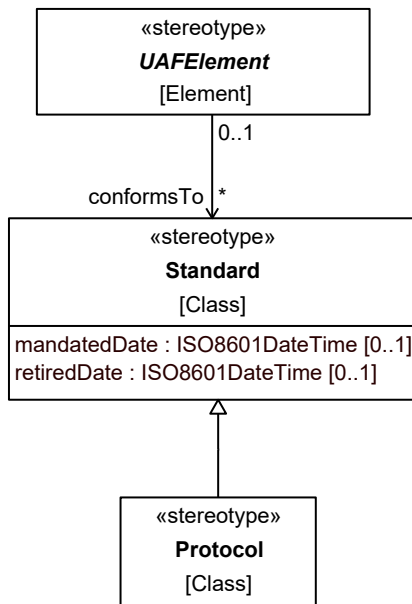 «stereotype»
UAFElement
[Element]
0..1
conformsTo *
«stereotype»
Standard
[Class]
mandatedDate : ISO8601DateTime [0..1]
retiredDate : ISO8601DateTime [0..1]
«stereotype»
Protocol
[Class]